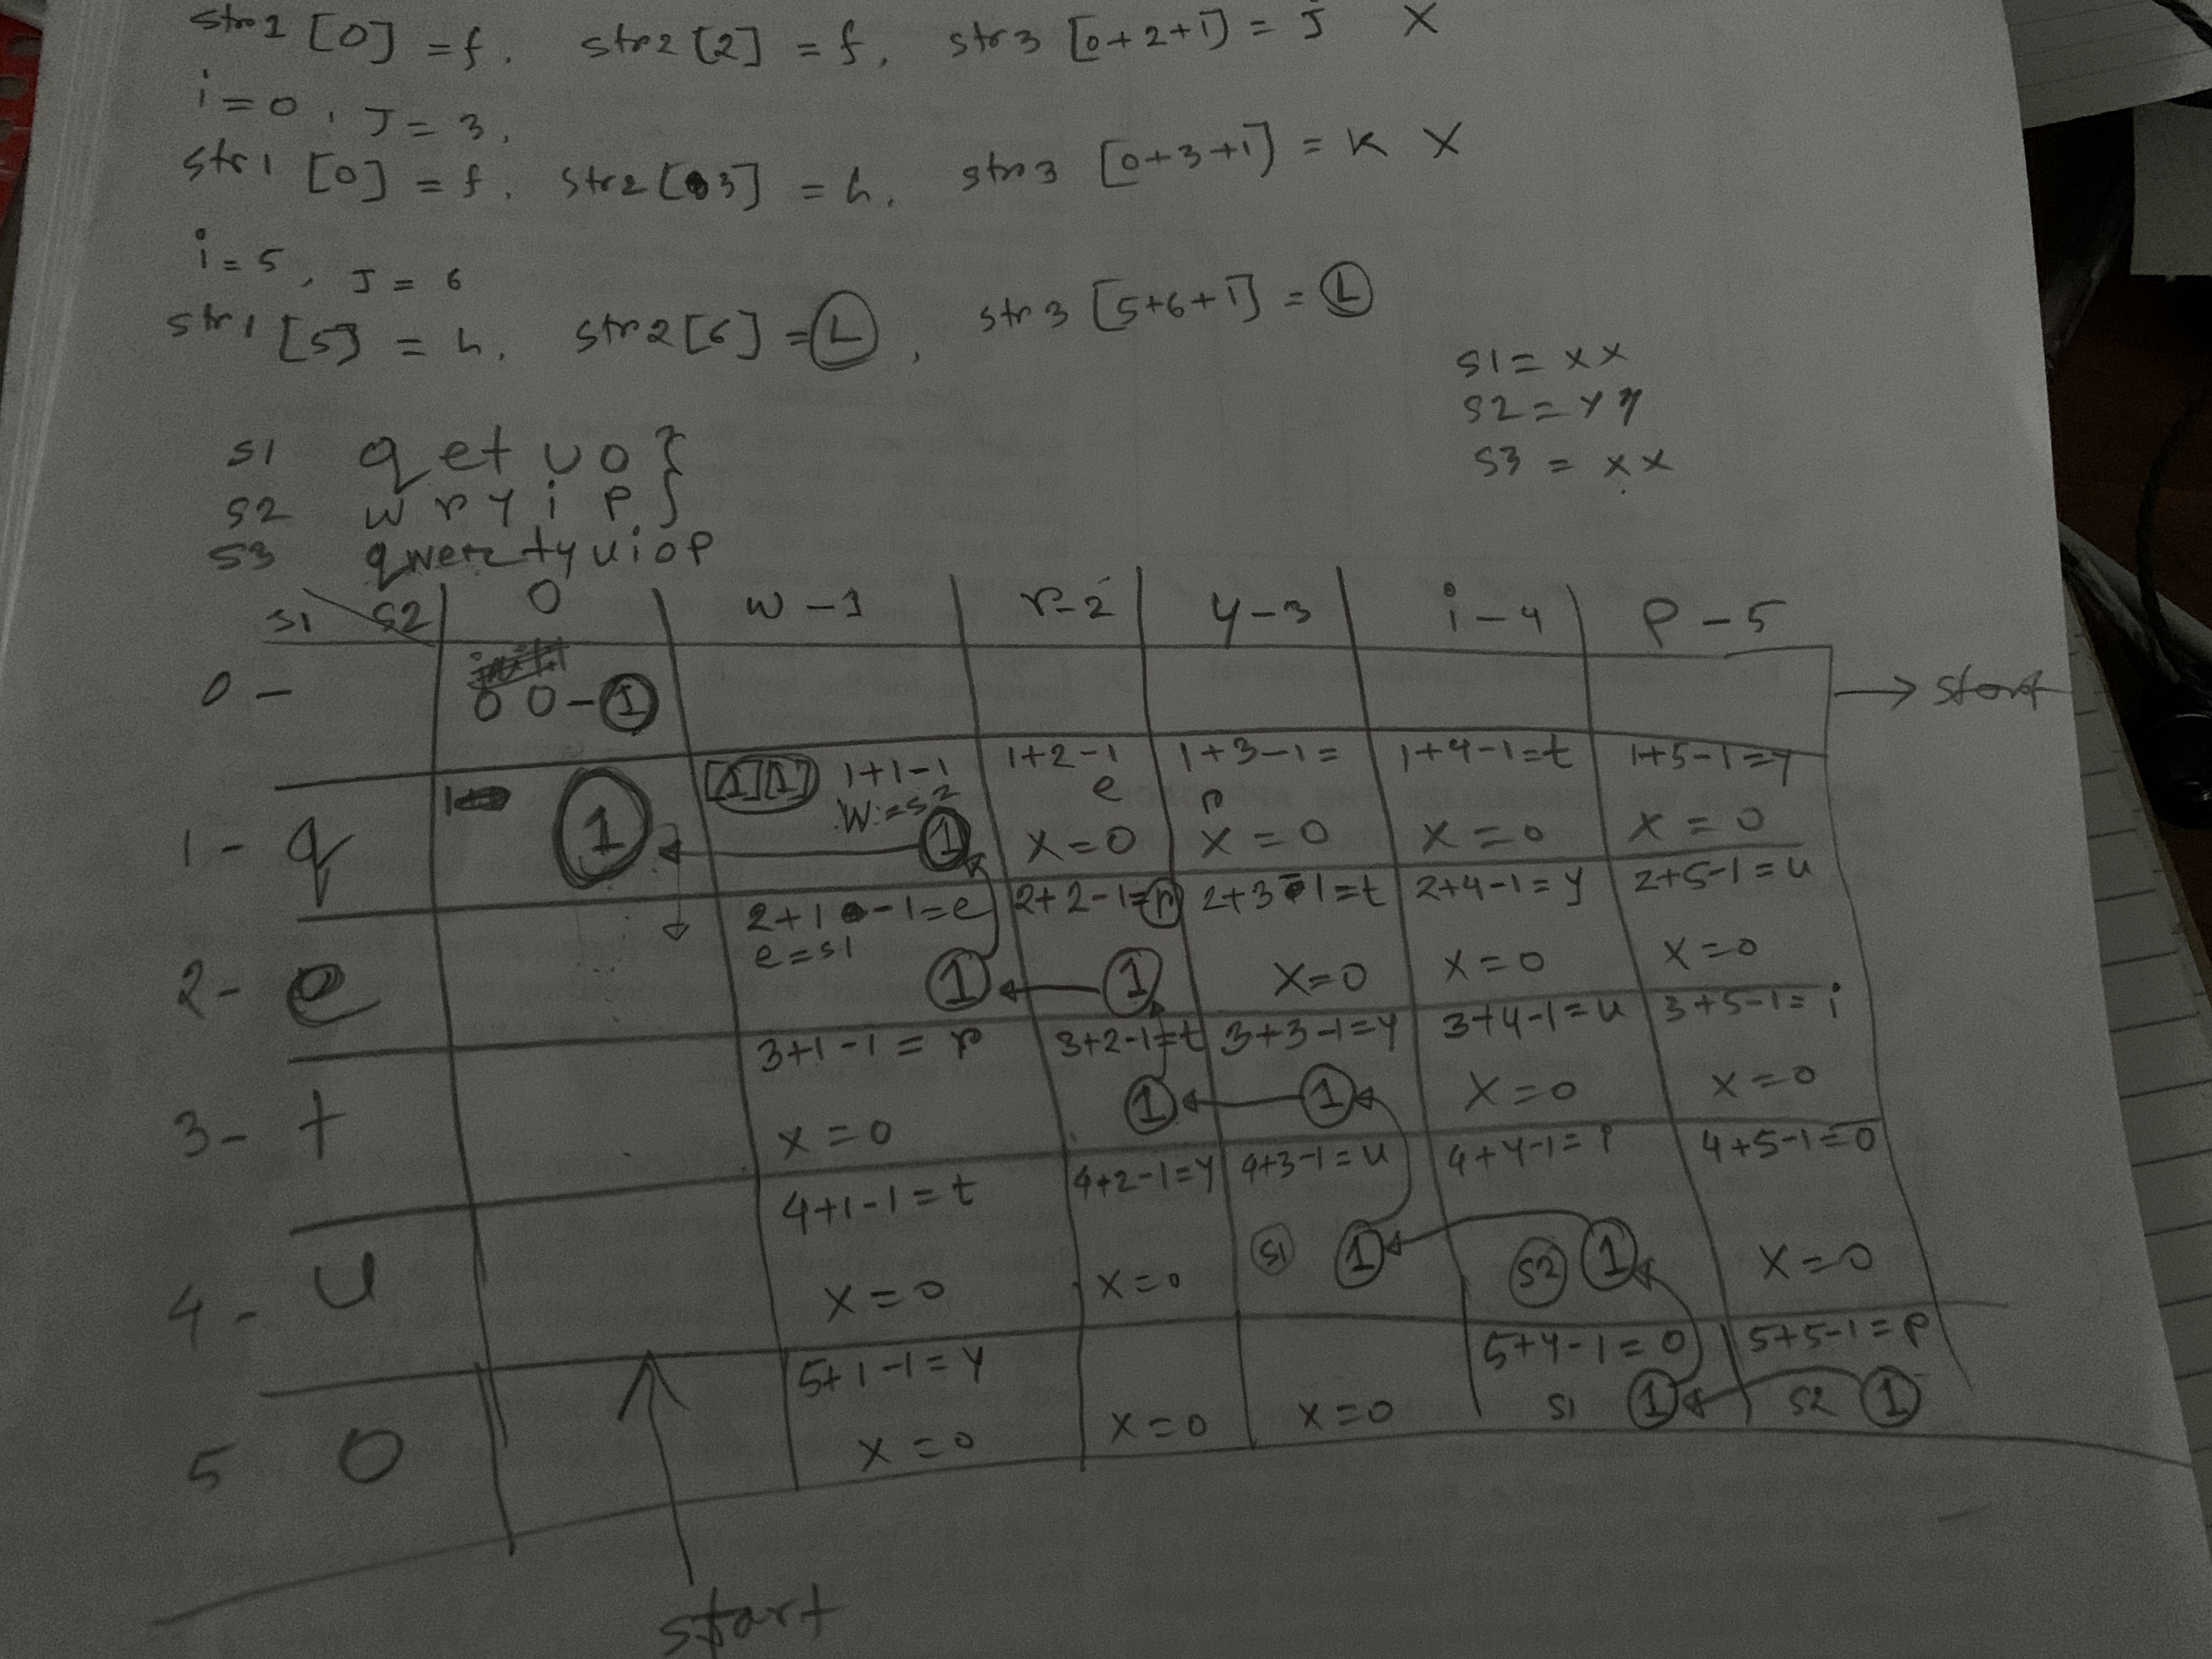 str2 [0] = f. str2 [2] = f, str3 [0+2+1] = J X
i = 0, J = 3.
str1 [0] = f. str2 [3] = h, str3 [0+3+1] = K X
i = 5, J = 6
str1 [5] = h, str2 [6] = L, str3 [5+6+1] = L
s1 qet uo }
s2 w r y i p }
s3 qwertyuiop
s1 = xx
s2 = yy
s3 = xx
s1 / s2 0 w-1 r-2 y-3 i-4 p-5
0 - 00-1 → start
1 - q 1 1+1-1 1+2-1 1+3-1= 1+4-1=t 1+5-1=y
w=s2 1 e r
X=0 X=0 X=0 X=0
2 - e 2+1-1=e 2+2-1=r 2+3-1=t 2+4-1=y 2+5-1=u
e=s1 1 1 X=0 X=0 X=0
3 - t 3+1-1=r 3+2-1=t 3+3-1=y 3+4-1=u 3+5-1=i
X=0 1 1 X=0 X=0
4 - u 4+1-1=t 4+2-1=y 4+3-1=u 4+4-1=i 4+5-1=o
X=0 X=0 s1 1 s2 1 X=0
5 o 5+1-1=y 5+4-1=o 5+5-1=p
X=0 X=0 X=0 s1 1 s2 1
start